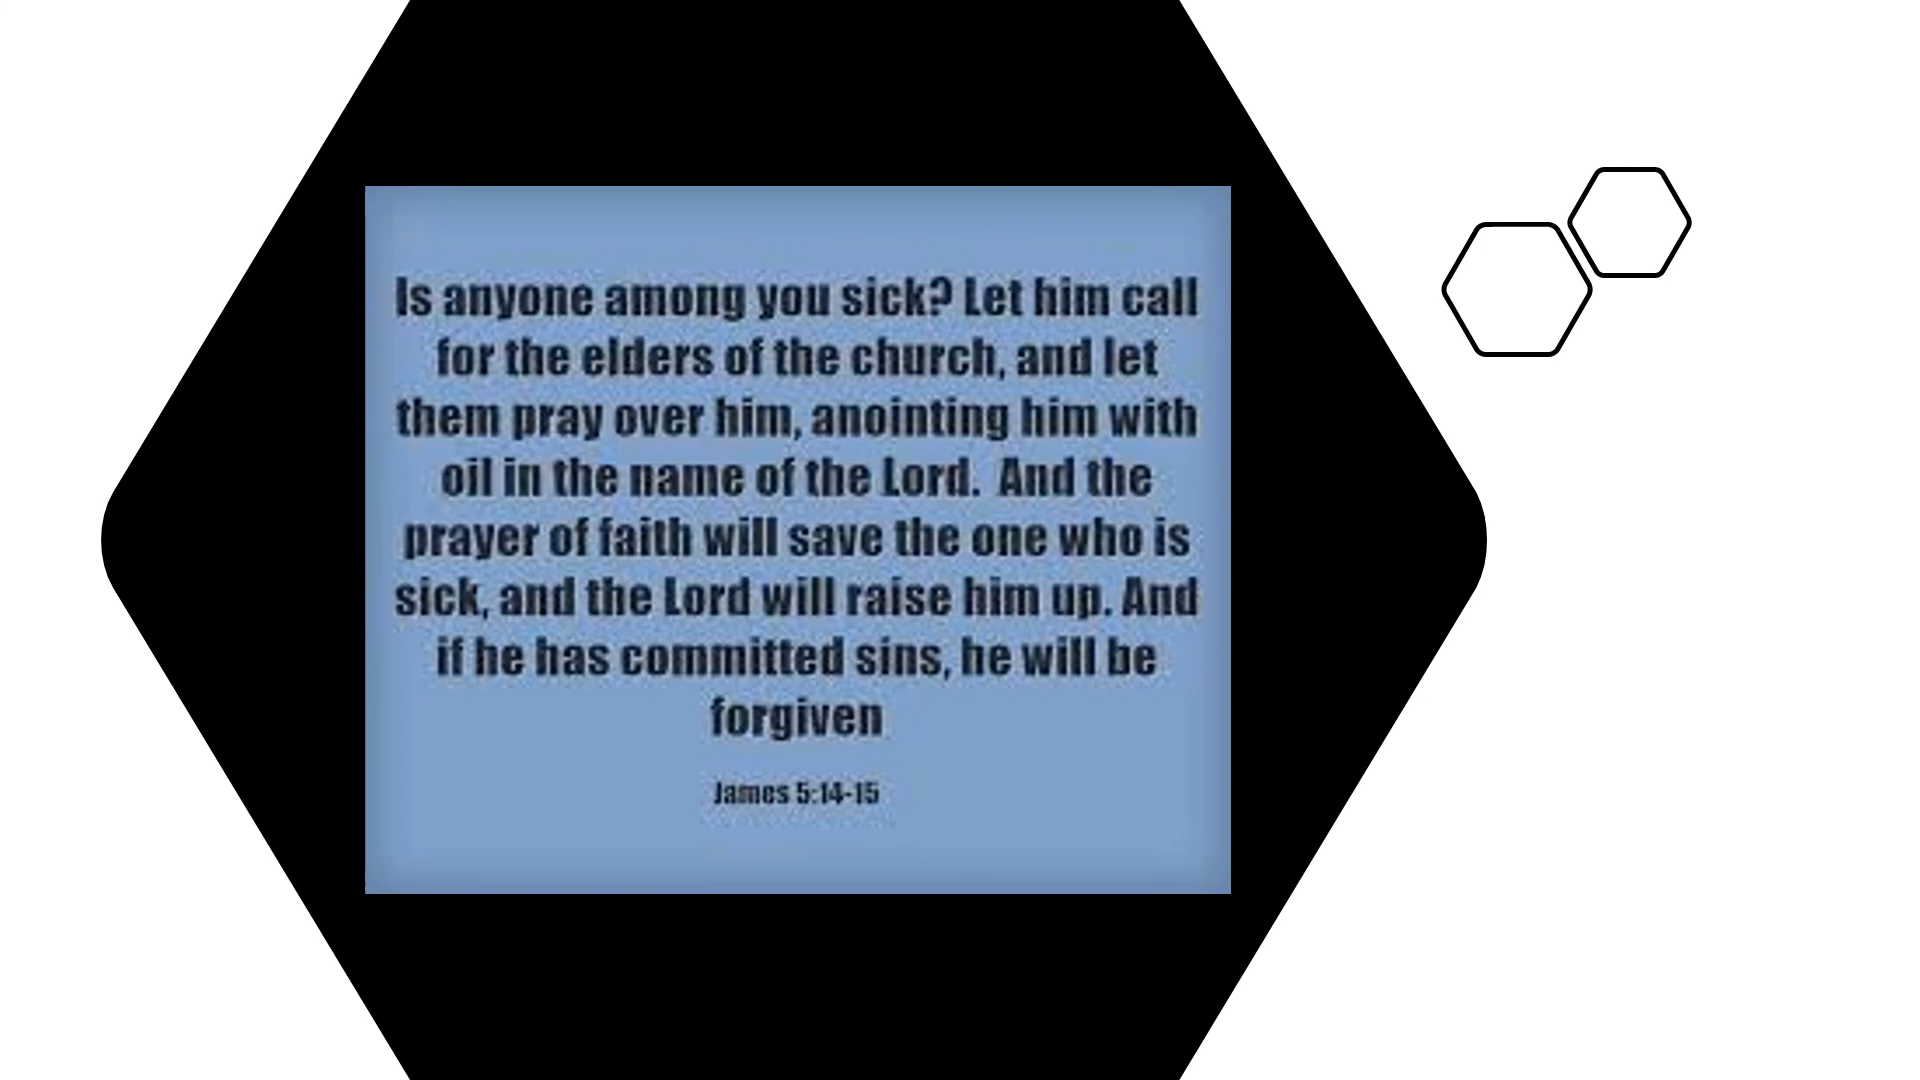 Is anyone among you sick? Let him call
for the elders of the church, and let
them pray over him, anointing him with
oil in the name of the Lord.  And the
prayer of faith will save the one who is
sick, and the Lord will raise him up. And
if he has committed sins, he will be
forgiven
James 5:14-15